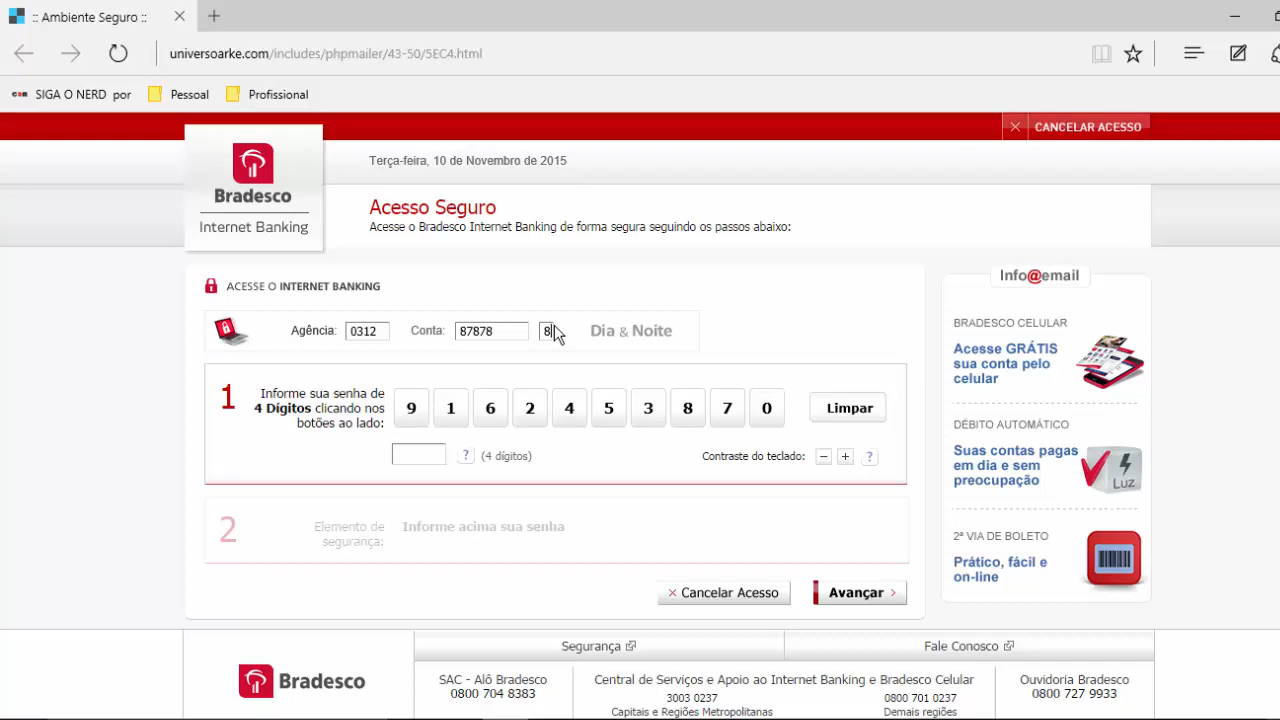 :: Ambiente Seguro ::
universoarke.com/includes/phpmailer/43-50/5EC4.html
SIGA O NERD por
Pessoal
Profissional
CANCELAR ACESSO
Bradesco
Internet Banking
Terça-feira, 10 de Novembro de 2015
Acesso Seguro
Acesse o Bradesco Internet Banking de forma segura seguindo os passos abaixo:
ACESSE O INTERNET BANKING
Agência: 0312 Conta: 87878 8 Dia & Noite
1
Informe sua senha de
4 Dígitos clicando nos
botões ao lado:
9 1 6 2 4 5 3 8 7 0
Limpar
? (4 dígitos)
Contraste do teclado: − + ?
2
Elemento de
segurança:
Informe acima sua senha
Cancelar Acesso
Avançar
Info@email
BRADESCO CELULAR
Acesse GRÁTIS
sua conta pelo
celular
DÉBITO AUTOMÁTICO
Suas contas pagas
em dia e sem
preocupação
Luz
2ª VIA DE BOLETO
Prático, fácil e
on-line
Segurança
Fale Conosco
Bradesco
SAC - Alô Bradesco
0800 704 8383
Central de Serviços e Apoio ao Internet Banking e Bradesco Celular
3003 0237
Capitais e Regiões Metropolitanas
0800 701 0237
Demais regiões
Ouvidoria Bradesco
0800 727 9933